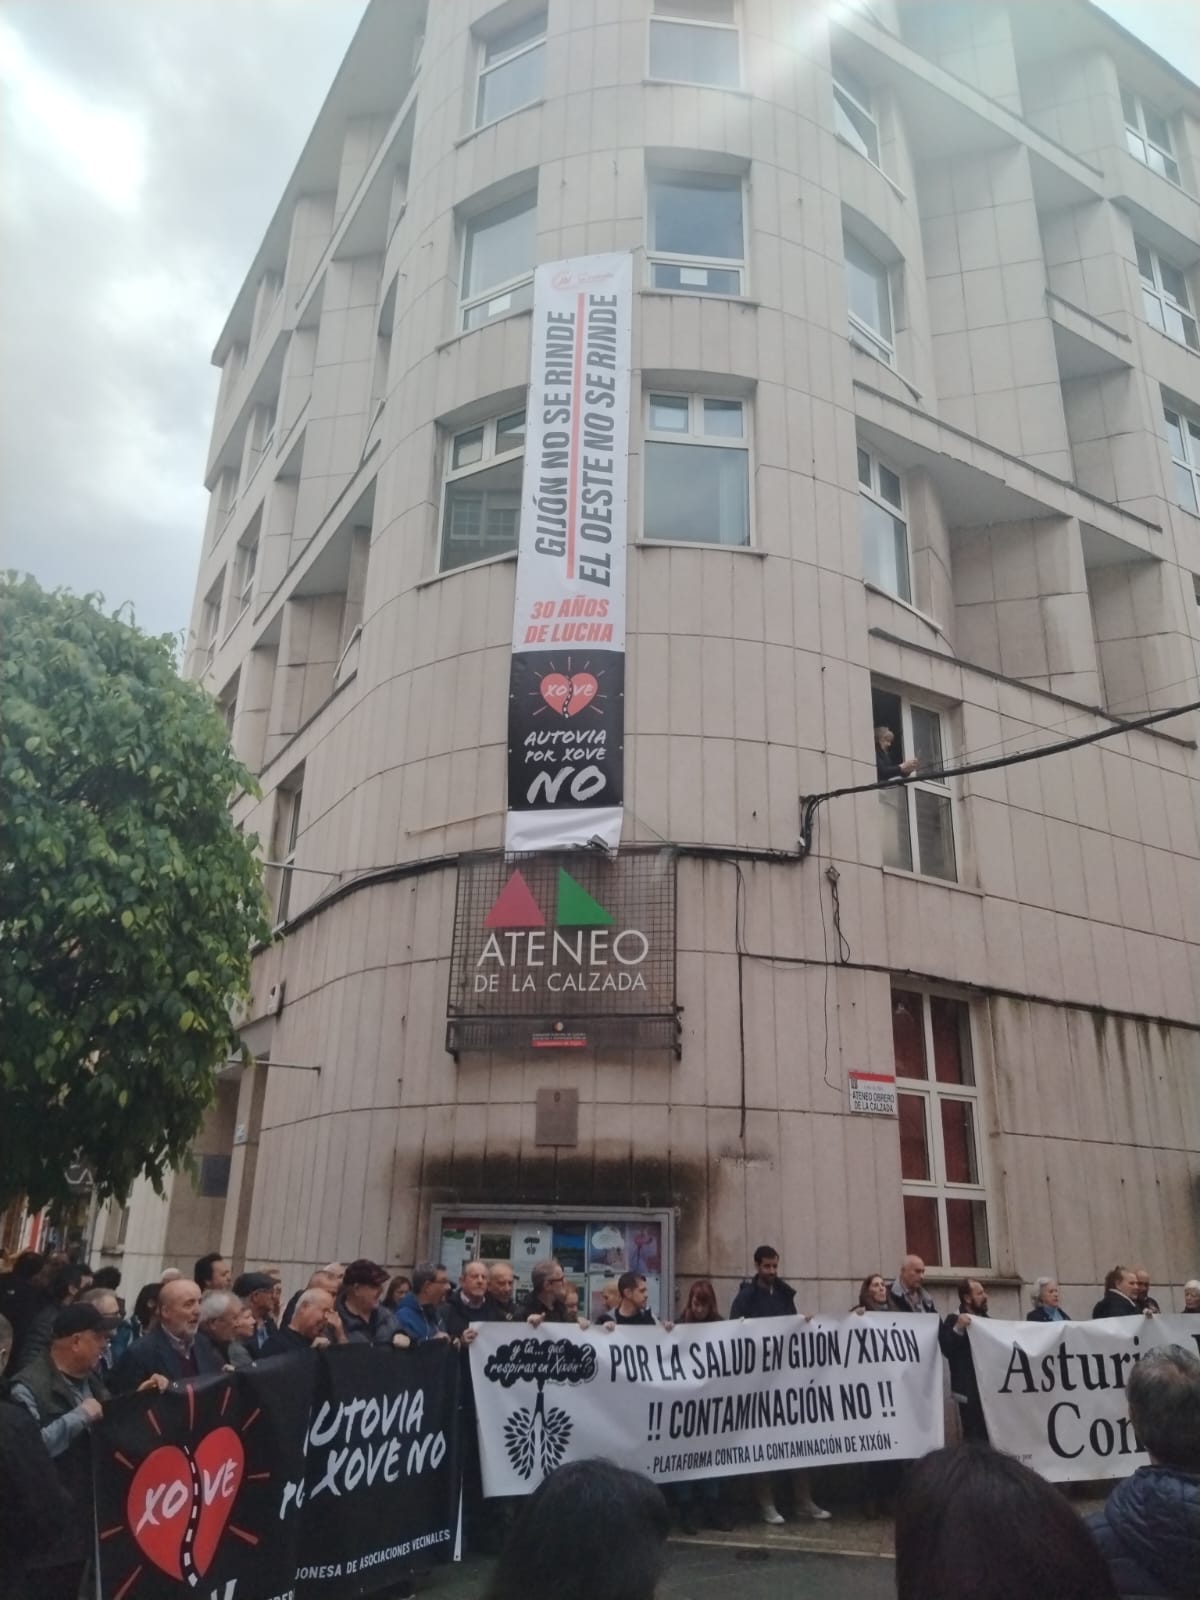 GIJÓN NO SE RINDE
EL OESTE NO SE RINDE
30 AÑOS
DE LUCHA
XOVE
AUTOVIA
POR XOVE
NO
ATENEO
DE LA CALZADA
ATENEO OBRERO
DE LA CALZADA
y tú... qué
respiras en Xixón?
POR LA SALUD EN GIJÓN/XIXÓN
!! CONTAMINACIÓN NO !!
- PLATAFORMA CONTRA LA CONTAMINACIÓN DE XIXÓN -
Asturi
Con
XOVE
UTOVIA
XOVE NO
JONESA DE ASOCIACIONES VECINALES